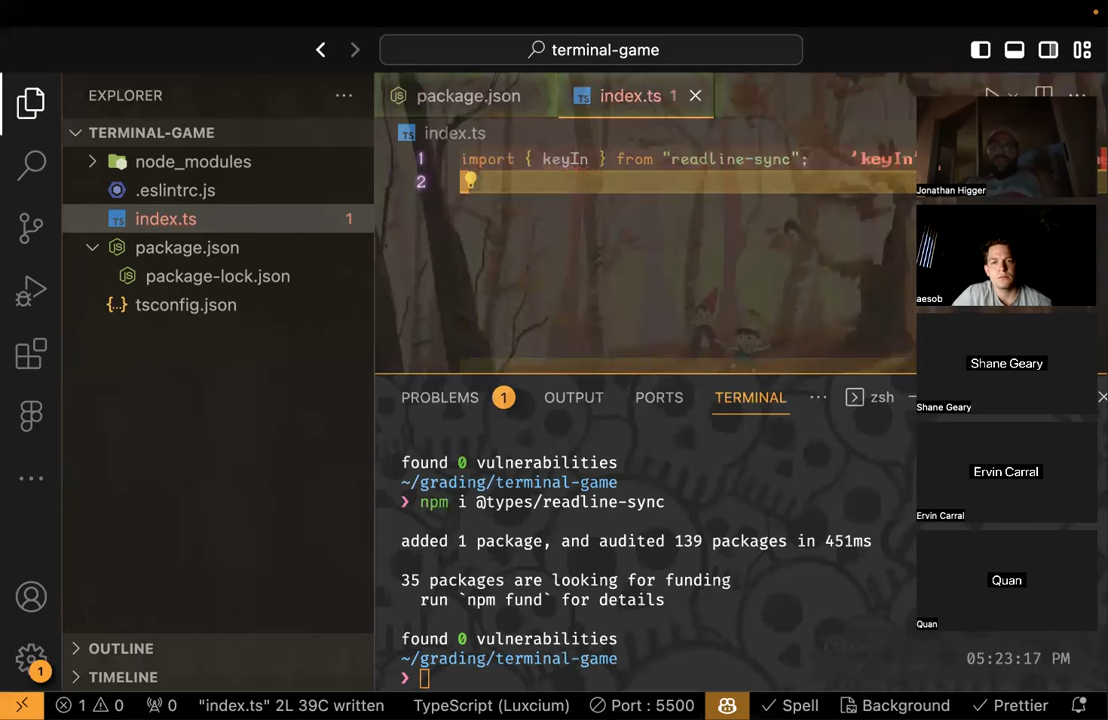 terminal-game
EXPLORER
TERMINAL-GAME
node_modules
.eslintrc.js
index.ts 1
package.json
package-lock.json
tsconfig.json
OUTLINE
TIMELINE
package.json
index.ts 1
index.ts
1 import { keyIn } from "readline-sync"; 'keyIn'
2
PROBLEMS 1 OUTPUT PORTS TERMINAL zsh
found 0 vulnerabilities
~/grading/terminal-game
❯ npm i @types/readline-sync
added 1 package, and audited 139 packages in 451ms
35 packages are looking for funding
run `npm fund` for details
found 0 vulnerabilities
~/grading/terminal-game
❯
Jonathan Higger
aesob
Shane Geary
Shane Geary
Ervin Carral
Ervin Carral
Quan
Quan
05:23:17 PM
1
1 0 0 "index.ts" 2L 39C written TypeScript (Luxcium) Port : 5500 Spell Background Prettier